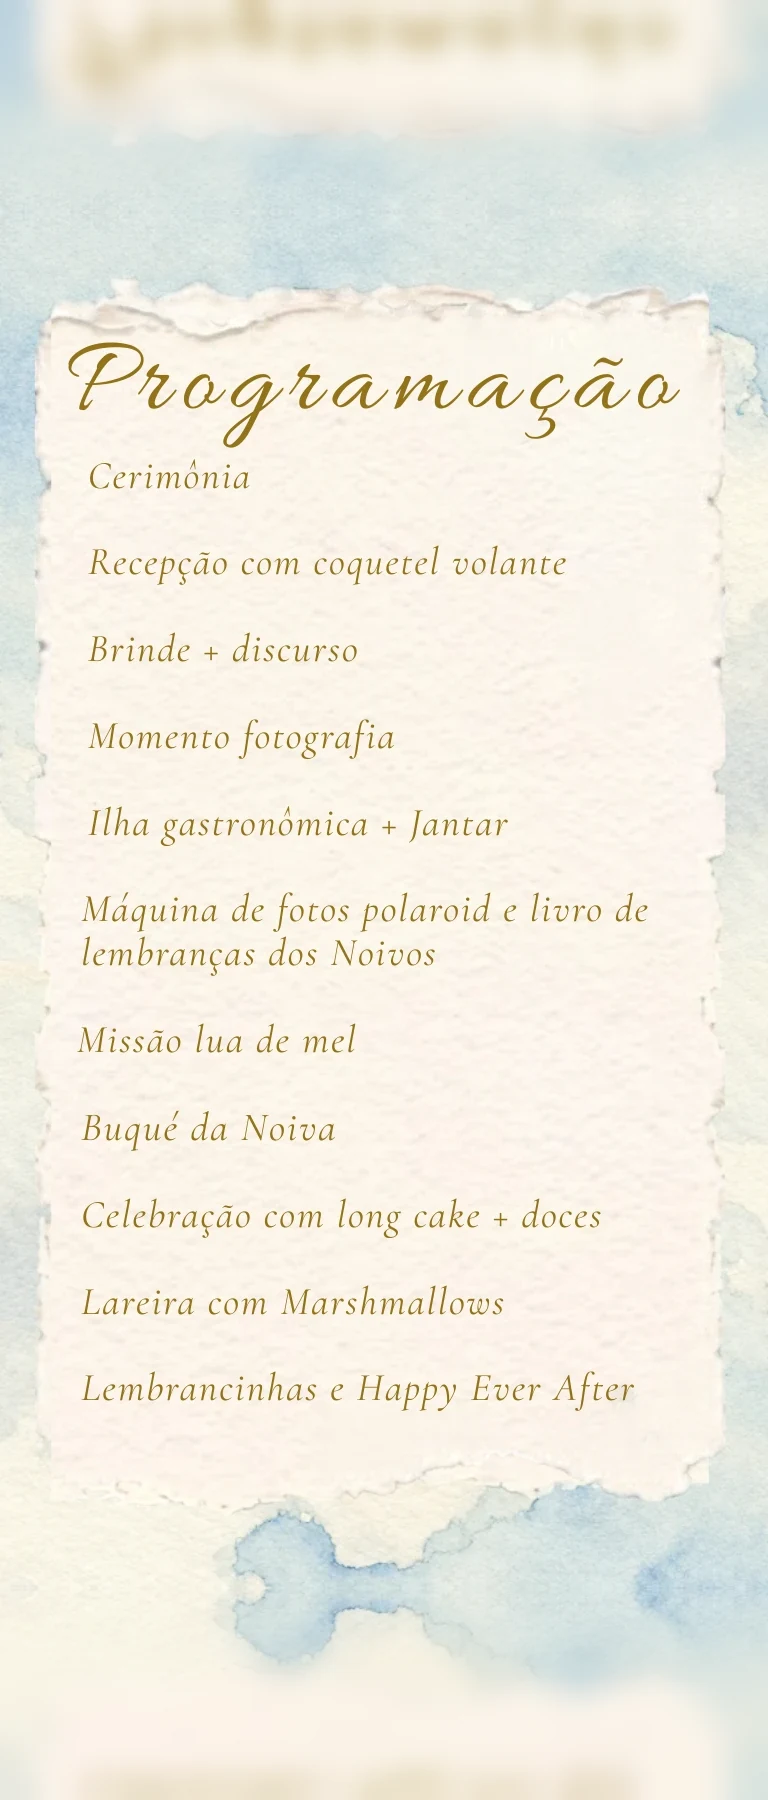 Programação
Cerimônia
Recepção com coquetel volante
Brinde + discurso
Momento fotografia
Ilha gastronômica + Jantar
Máquina de fotos polaroid e livro de
lembranças dos Noivos
Missão lua de mel
Buquê da Noiva
Celebração com long cake + doces
Lareira com Marshmallows
Lembrancinhas e Happy Ever After